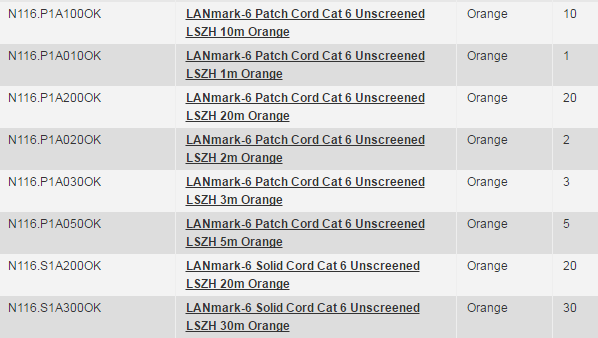 N116.P1A100OK LANmark-6 Patch Cord Cat 6 Unscreened Orange 10
LSZH 10m Orange
N116.P1A010OK LANmark-6 Patch Cord Cat 6 Unscreened Orange 1
LSZH 1m Orange
N116.P1A200OK LANmark-6 Patch Cord Cat 6 Unscreened Orange 20
LSZH 20m Orange
N116.P1A020OK LANmark-6 Patch Cord Cat 6 Unscreened Orange 2
LSZH 2m Orange
N116.P1A030OK LANmark-6 Patch Cord Cat 6 Unscreened Orange 3
LSZH 3m Orange
N116.P1A050OK LANmark-6 Patch Cord Cat 6 Unscreened Orange 5
LSZH 5m Orange
N116.S1A200OK LANmark-6 Solid Cord Cat 6 Unscreened Orange 20
LSZH 20m Orange
N116.S1A300OK LANmark-6 Solid Cord Cat 6 Unscreened Orange 30
LSZH 30m Orange